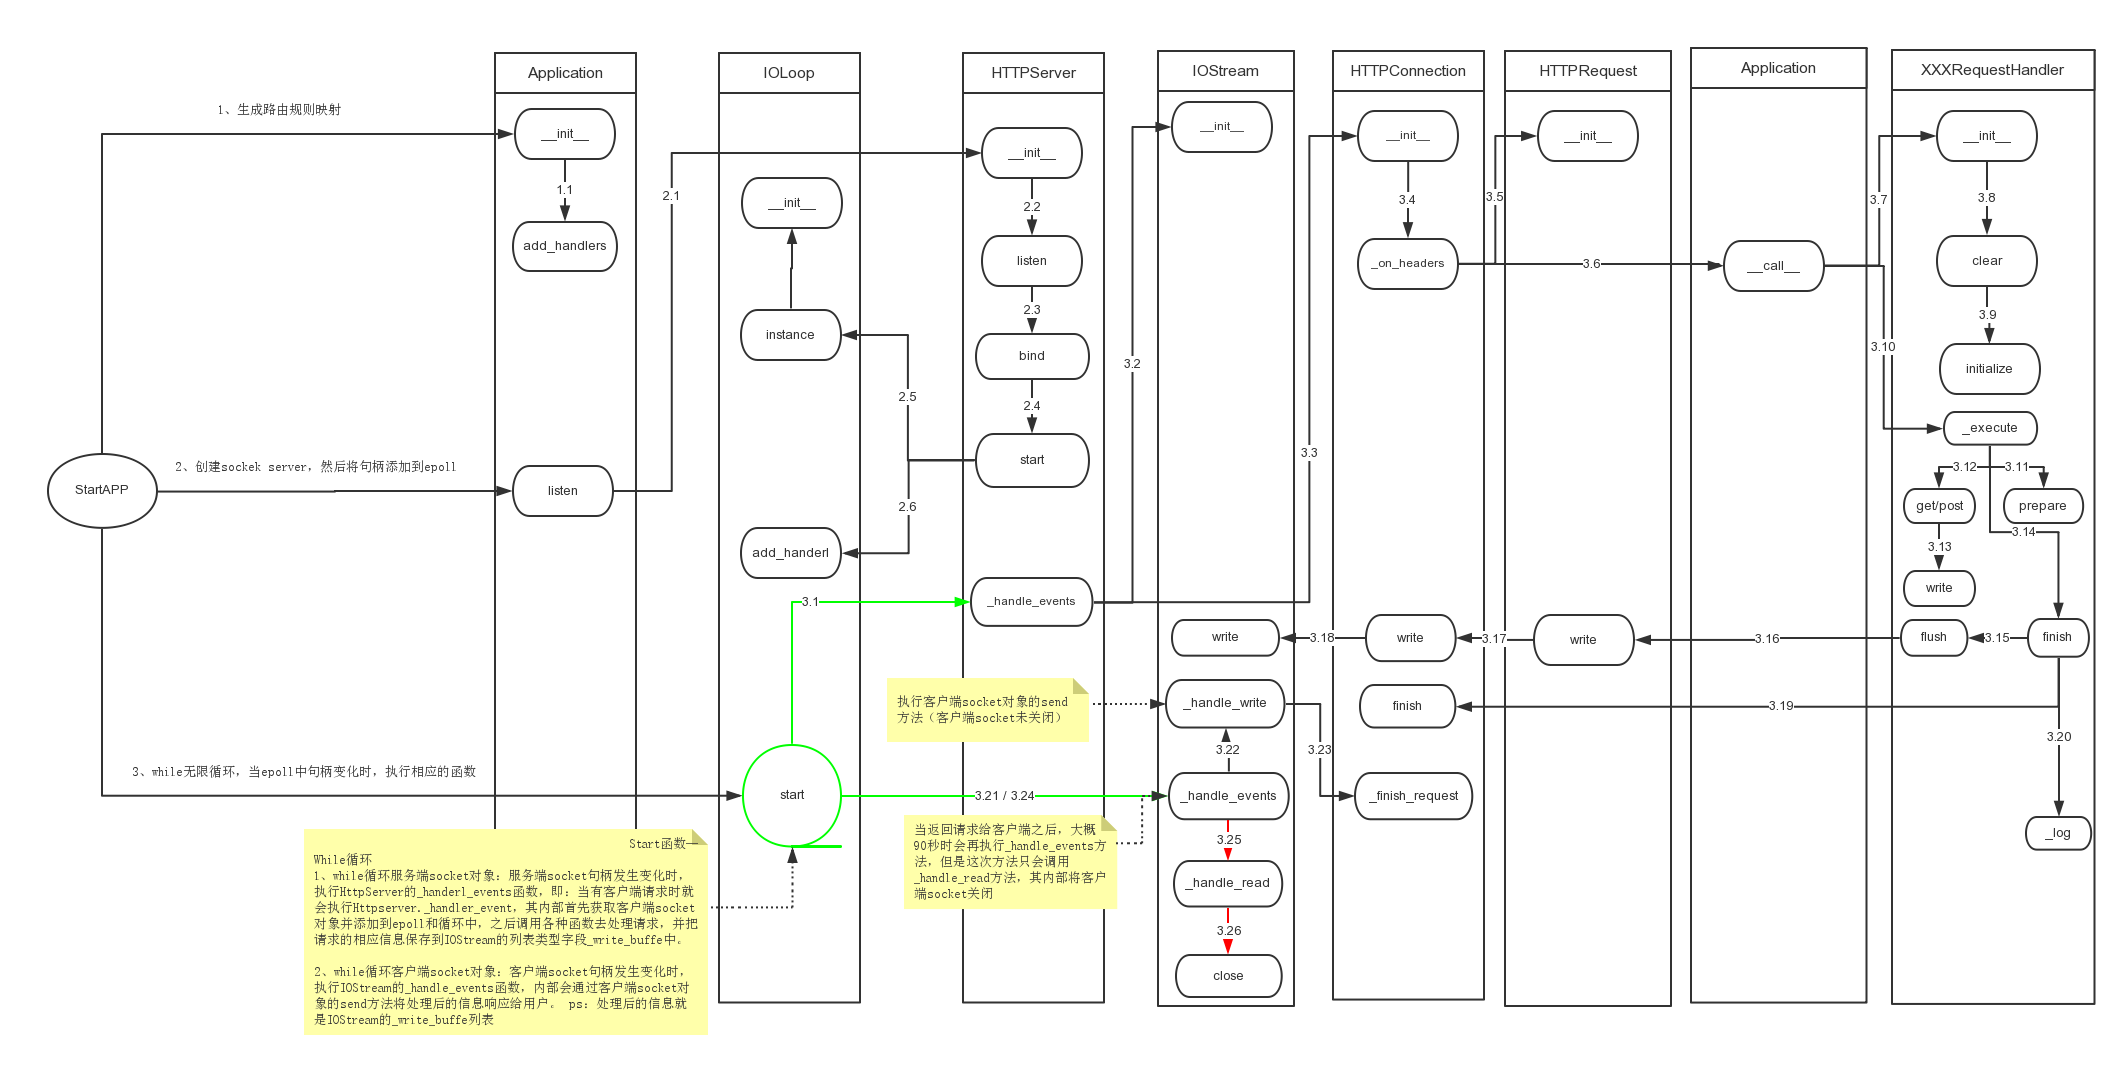 Application
IOLoop
HTTPServer
IOStream
HTTPConnection
HTTPRequest
Application
XXXRequestHandler
1、生成路由规则映射
__init__
1.1
add_handlers
2、创建sockek server，然后将句柄添加到epoll
StartAPP
listen
2.1
3、while无限循环，当epoll中句柄变化时，执行相应的函数
__init__
instance
add_handerl
start
__init__
2.2
listen
2.3
bind
2.4
start
2.5
2.6
3.1
_handle_events
3.2
3.3
__init__
write
_handle_write
3.22
_handle_events
3.25
_handle_read
3.26
close
3.21 / 3.24
3.23
__init__
3.4
_on_headers
3.5
3.6
write
3.18
3.17
finish
_finish_request
__init__
write
3.16
__call__
3.7
3.10
__init__
3.8
clear
3.9
initialize
_execute
3.12
3.11
get/post
prepare
3.13
3.14
write
flush
3.15
finish
3.19
3.20
_log
执行客户端socket对象的send
方法（客户端socket未关闭）
当返回请求给客户端之后，大概
90秒时会再执行_handle_events方
法，但是这次方法只会调用
_handle_read方法，其内部将客户
端socket关闭
Start函数—
While循环
1、while循环服务端socket对象：服务端socket句柄发生变化时，
执行HttpServer的_handerl_events函数，即：当有客户端请求时就
会执行Httpserver._handler_event，其内部首先获取客户端socket
对象并添加到epoll和循环中，之后调用各种函数去处理请求，并把
请求的相应信息保存到IOStream的列表类型字段_write_buffe中。
2、while循环客户端socket对象：客户端socket句柄发生变化时，
执行IOStream的_handle_events函数，内部会通过客户端socket对
象的send方法将处理后的信息响应给用户。 ps：处理后的信息就
是IOStream的_write_buffe列表